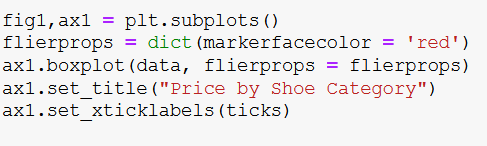 fig1,ax1 = plt.subplots()
flierprops = dict(markerfacecolor = 'red')
ax1.boxplot(data, flierprops = flierprops)
ax1.set_title("Price by Shoe Category")
ax1.set_xticklabels(ticks)